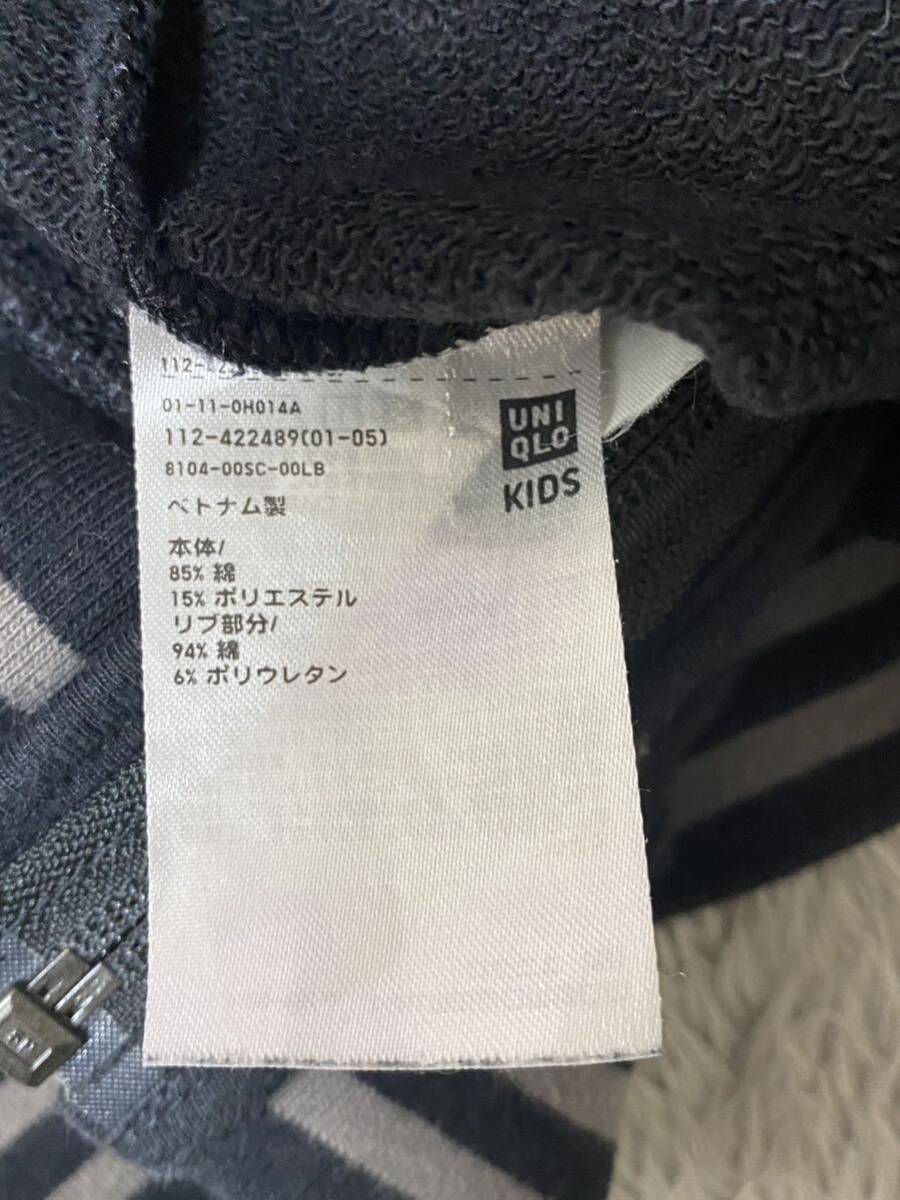 112-42
01-11-0H014A
112-422489(01-05)
8104-00SC-00LB
ベトナム製
本体/
85% 綿
15% ポリエステル
リブ部分/
94% 綿
6% ポリウレタン
UNI
QLO
KIDS